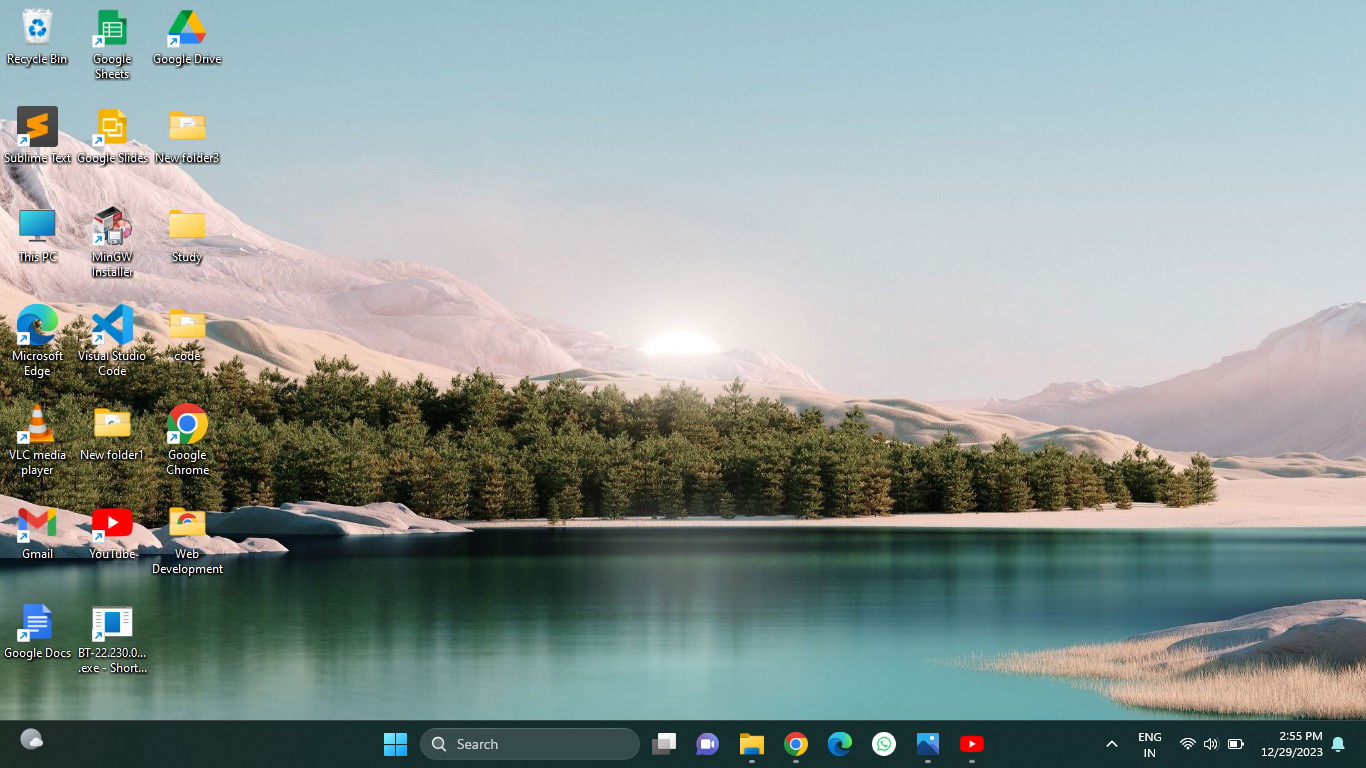 Recycle Bin
Google
Sheets
Google Drive
Sublime Text
Google Slides
New folder3
This PC
MinGW
Installer
Study
Microsoft
Edge
Visual Studio
Code
code
VLC media
player
New folder1
Google
Chrome
Gmail
YouTube
Web
Development
Google Docs
BT-22.230.0...
.exe - Short...
Search
ENG
IN
2:55 PM
12/29/2023